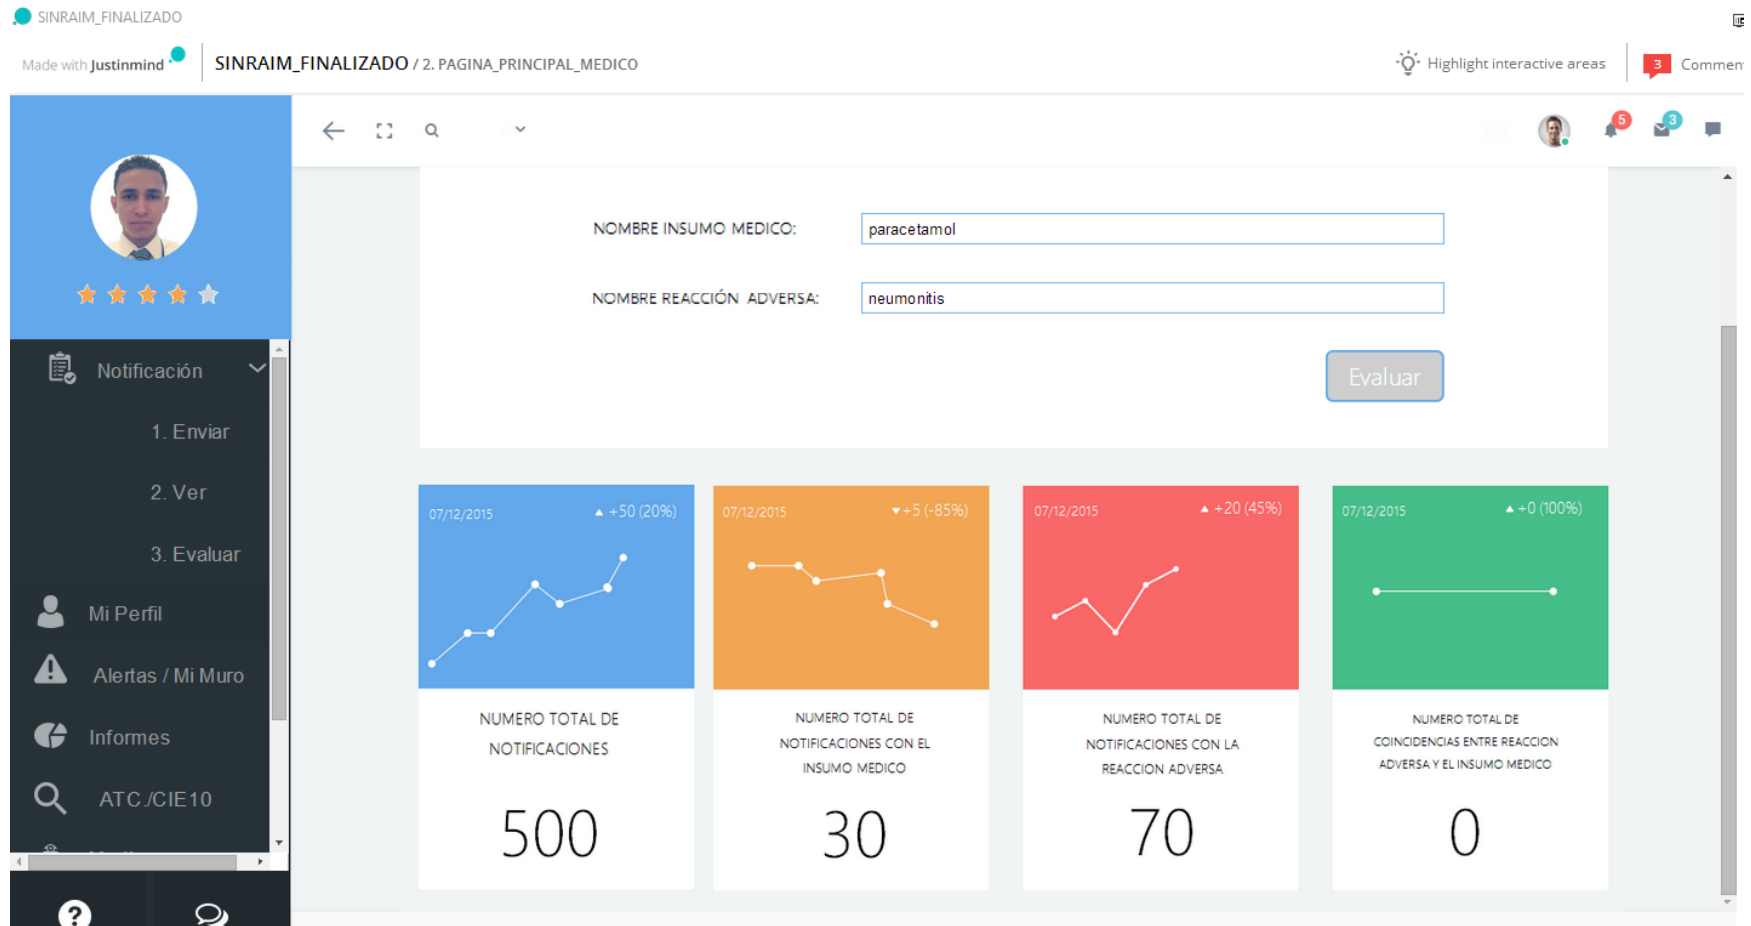 SINRAIM_FINALIZADO
Made with Justinmind
SINRAIM_FINALIZADO / 2. PAGINA_PRINCIPAL_MEDICO
Highlight interactive areas
3
5
3
NOMBRE INSUMO MEDICO:
paracetamol
NOMBRE REACCIÓN ADVERSA:
neumonitis
Evaluar
Notificación
1. Enviar
2. Ver
3. Evaluar
Mi Perfil
Alertas / Mi Muro
Informes
ATC./CIE10
07/12/2015 ▲ +50 (20%)
NUMERO TOTAL DE
NOTIFICACIONES
500
07/12/2015 ▼+5 (-85%)
NUMERO TOTAL DE
NOTIFICACIONES CON EL
INSUMO MEDICO
30
07/12/2015 ▲ +20 (45%)
NUMERO TOTAL DE
NOTIFICACIONES CON LA
REACCION ADVERSA
70
07/12/2015 ▲ +0 (100%)
NUMERO TOTAL DE
COINCIDENCIAS ENTRE REACCION
ADVERSA Y EL INSUMO MEDICO
0